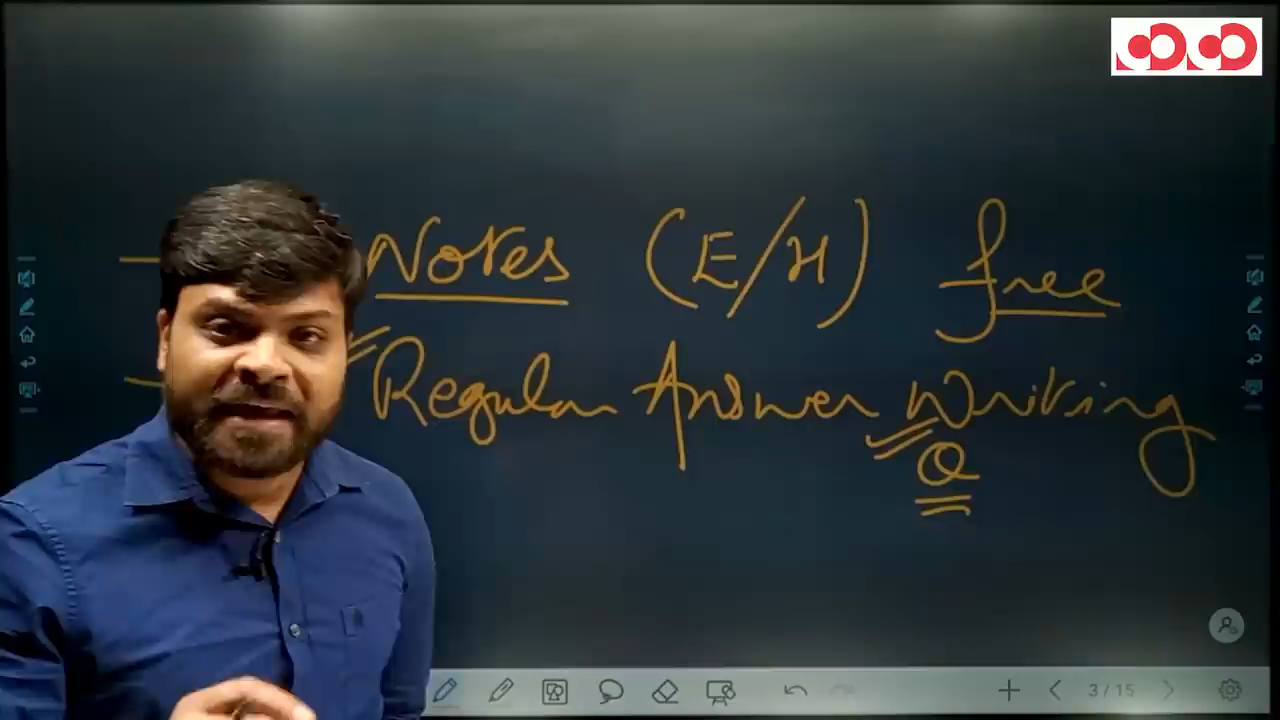 - Notes (E/H) free
- Regular Answer Writing
Q
3/15